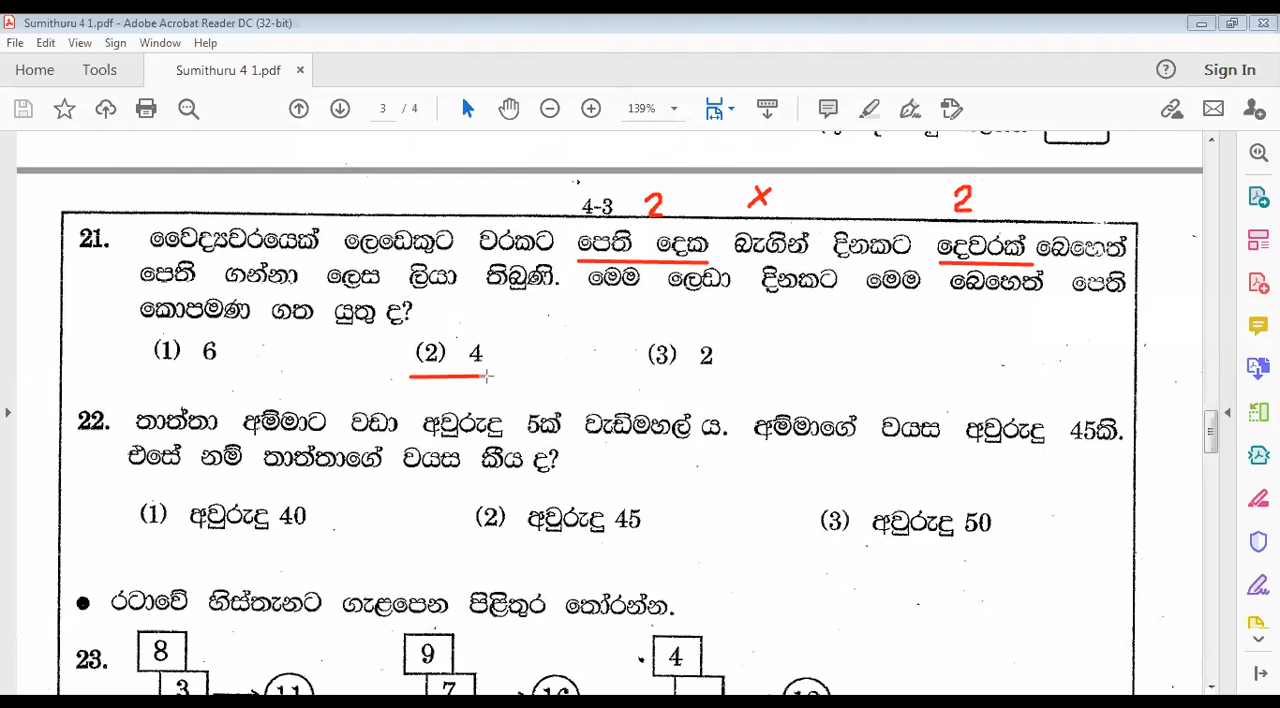 Sumithuru 4 1.pdf - Adobe Acrobat Reader DC (32-bit)
File Edit View Sign Window Help
Home Tools Sumithuru 4 1.pdf × Sign In
3 / 4 139%
4-3 2 × 2
21. වෛද්‍යවරයෙක් ලෙඩෙකුට වරකට පෙති දෙක බැගින් දිනකට දෙවරක් බෙහෙත්
පෙති ගන්නා ලෙස ලියා තිබුණි. මෙම ලෙඩා දිනකට මෙම බෙහෙත් පෙති
කොපමණ ගත යුතු ද?
(1) 6 (2) 4 (3) 2
22. තාත්තා අම්මාට වඩා අවුරුදු 5ක් වැඩිමහල් ය. අම්මාගේ වයස අවුරුදු 45කි.
එසේ නම් තාත්තාගේ වයස කීය ද?
(1) අවුරුදු 40 (2) අවුරුදු 45 (3) අවුරුදු 50
● රටාවේ හිස්තැනට ගැළපෙන පිළිතුර තෝරන්න.
23. 8 9 4
3 11 7 16